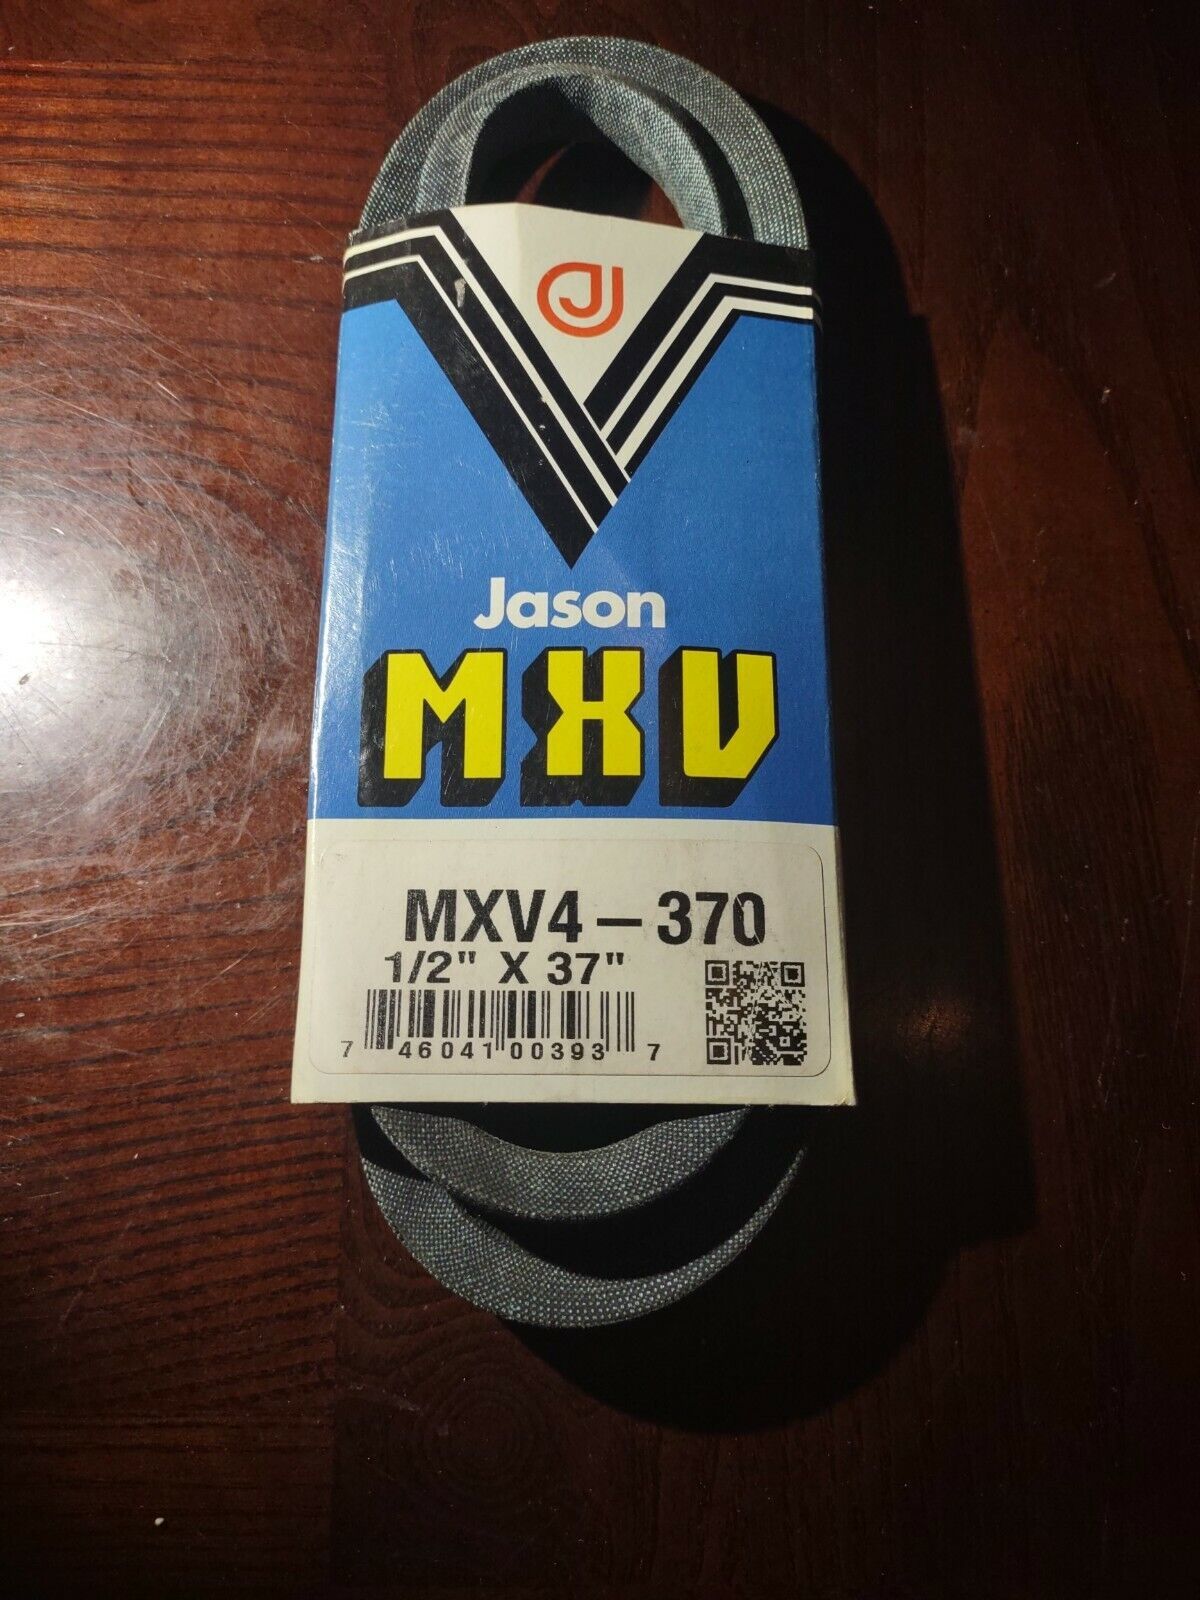 J
Jason
MXV
MXV4-370
1/2" X 37"
7 46041 00393 7